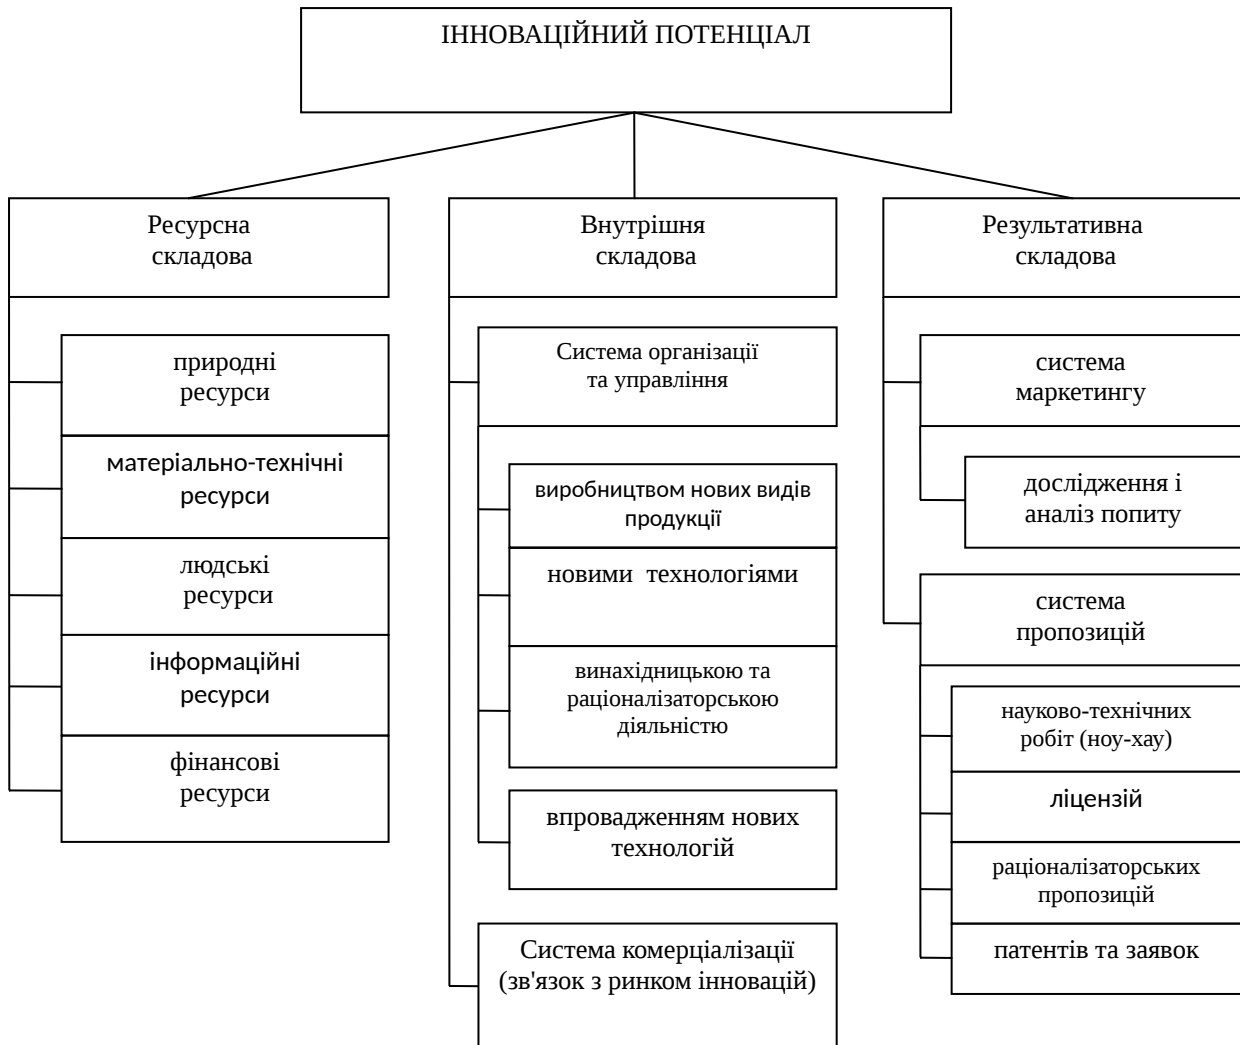 ІННОВАЦІЙНИЙ ПОТЕНЦІАЛ
Ресурсна
складова
природні
ресурси
матеріально-технічні
ресурси
людські
ресурси
інформаційні
ресурси
фінансові
ресурси
Внутрішня
складова
Система організації
та управління
виробництвом нових видів
продукції
новими технологіями
винахідницькою та
раціоналізаторською
діяльністю
впровадженням нових
технологій
Система комерціалізації
(зв'язок з ринком інновацій)
Результативна
складова
система
маркетингу
дослідження і
аналіз попиту
система
пропозицій
науково-технічних
робіт (ноу-хау)
ліцензій
раціоналізаторських
пропозицій
патентів та заявок